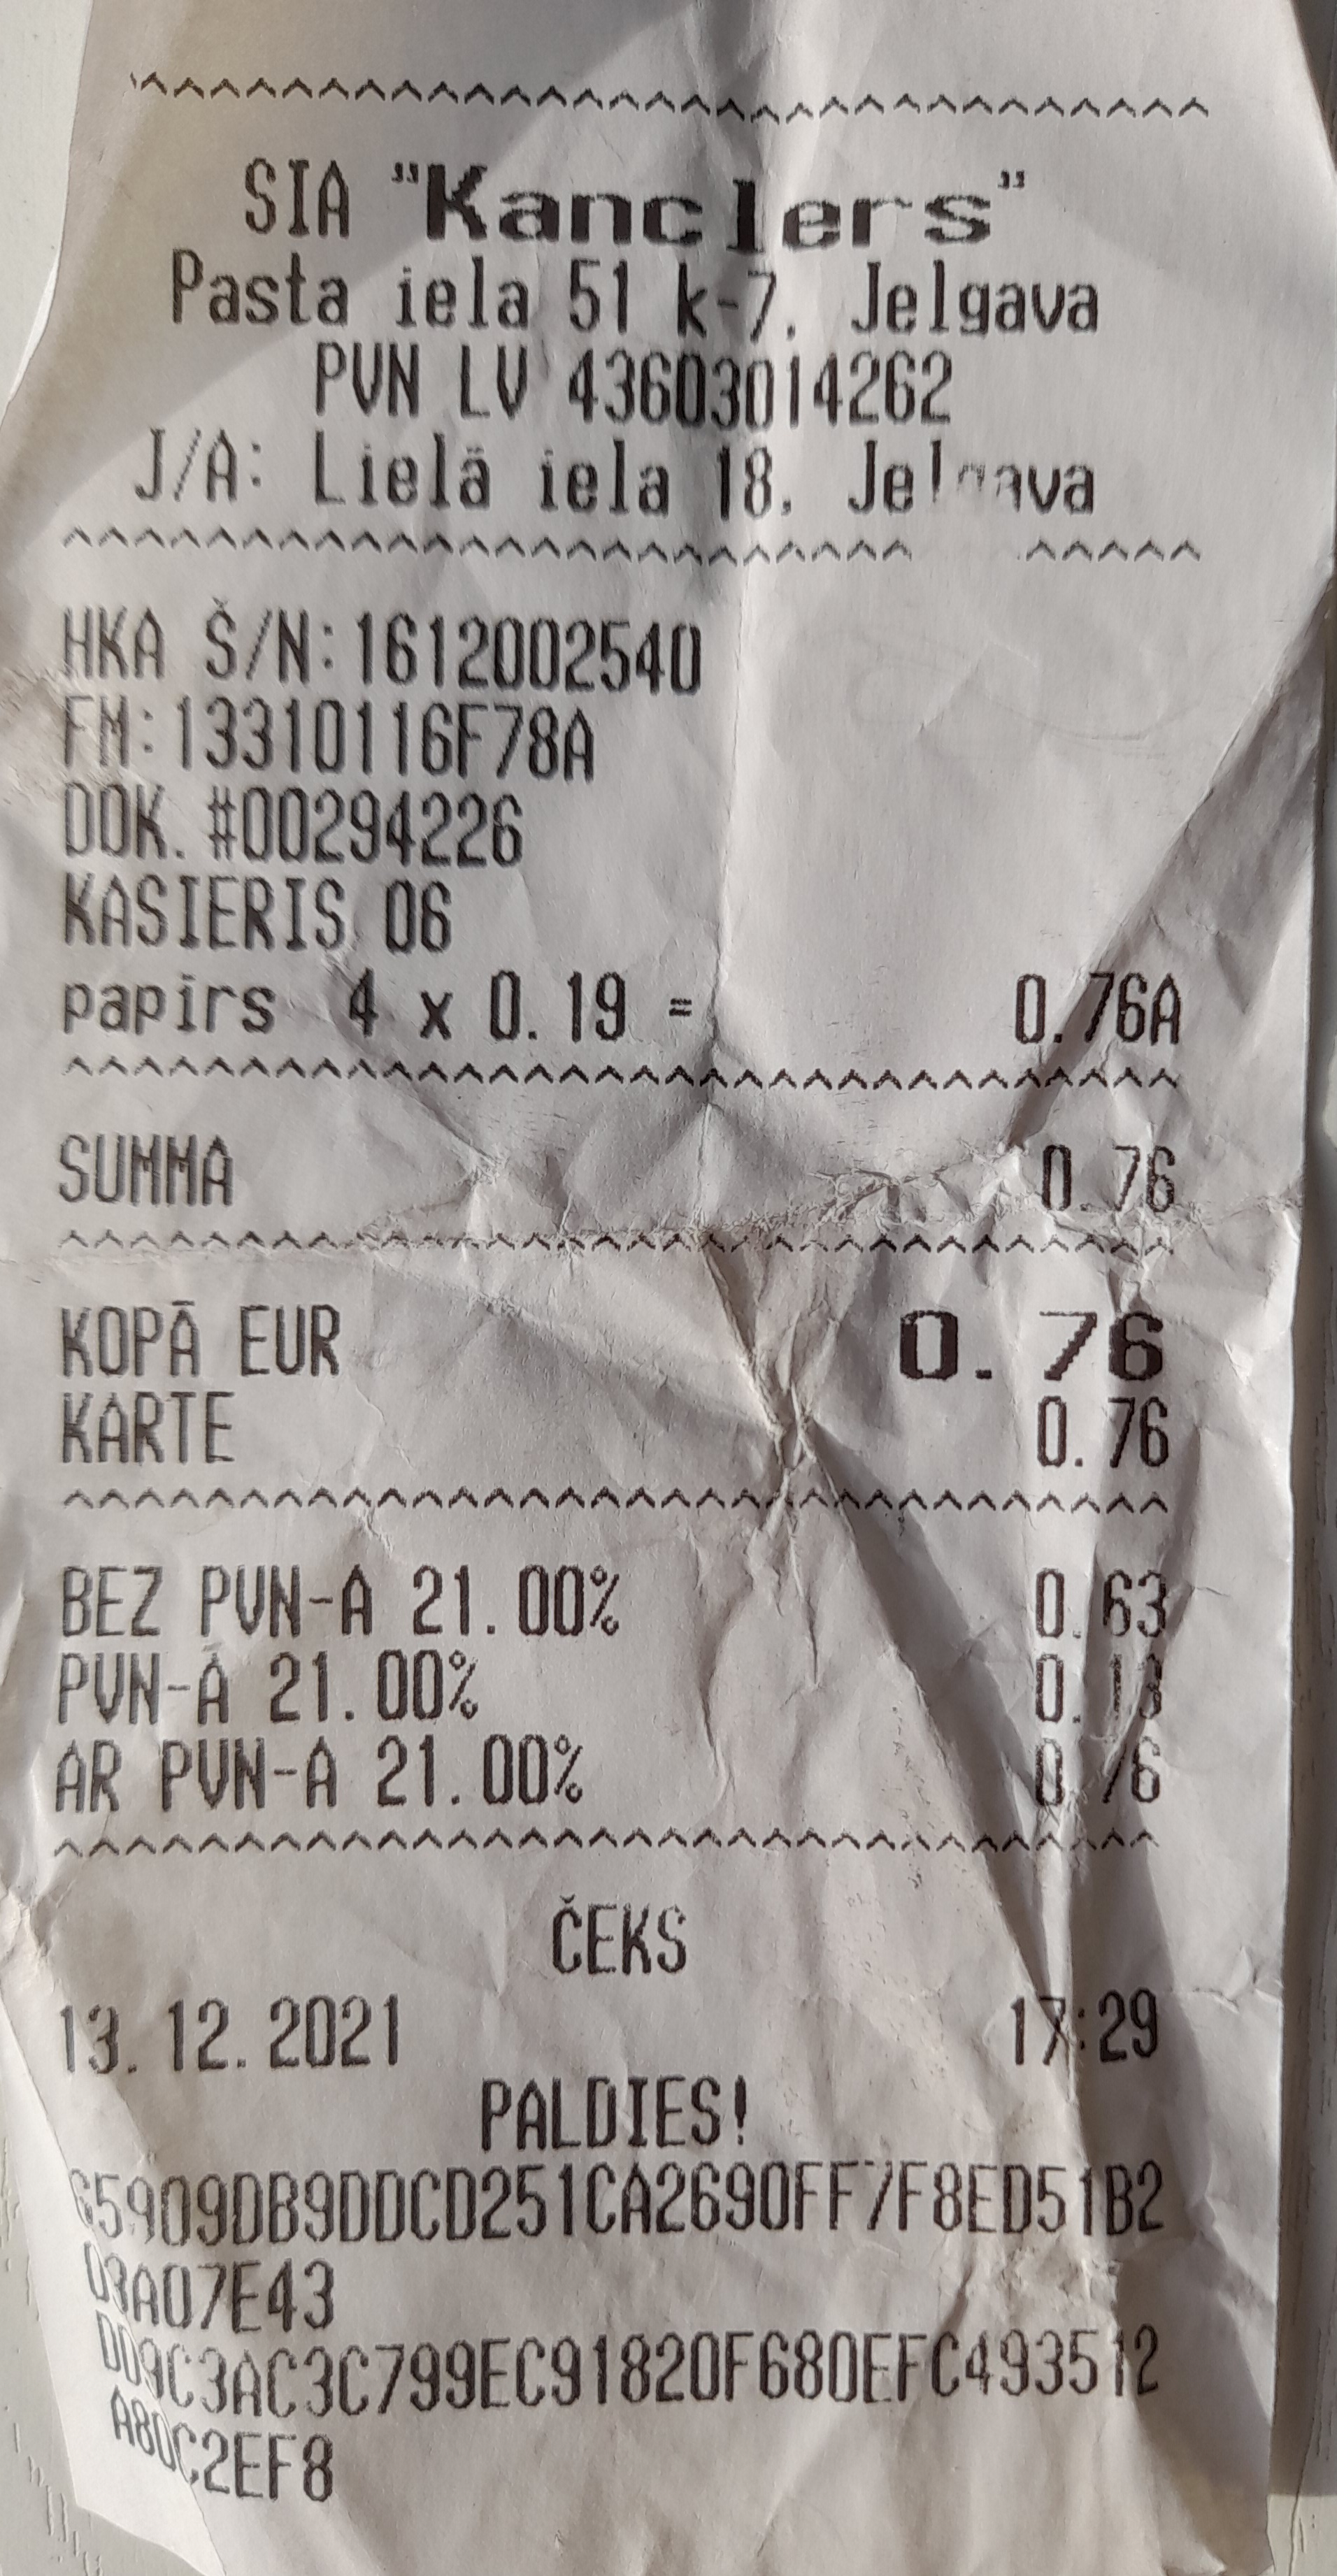 ^^^^^^^^^^^^^^^^^^^^^^^^^^^^^^^^^^^^^
SIA "Kanclers"
Pasta iela 51 k-7, Jelgava
PVN LV 43603014262
J/A: Lielā iela 18, Jelgava
^^^^^^^^^^^^^^^^^^^^^^^^^^^^^^^^^^^^^
HKA Š/N:1612002540
FM:13310116F78A
DOK. #00294226
KASIERIS 06
papīrs 4 x 0.19 = 0.76A
^^^^^^^^^^^^^^^^^^^^^^^^^^^^^^^^^^^^^
SUMMA 0.76
^^^^^^^^^^^^^^^^^^^^^^^^^^^^^^^^^^^^^
KOPĀ EUR 0.76
KARTE 0.76
^^^^^^^^^^^^^^^^^^^^^^^^^^^^^^^^^^^^^
BEZ PVN-A 21.00% 0.63
PVN-A 21.00% 0.13
AR PVN-A 21.00% 0.76
^^^^^^^^^^^^^^^^^^^^^^^^^^^^^^^^^^^^^
ČEKS
13.12.2021 17:29
PALDIES!
03A07E43
DD9C3AC3C799EC91820F680EFC493512
A80C2EF8